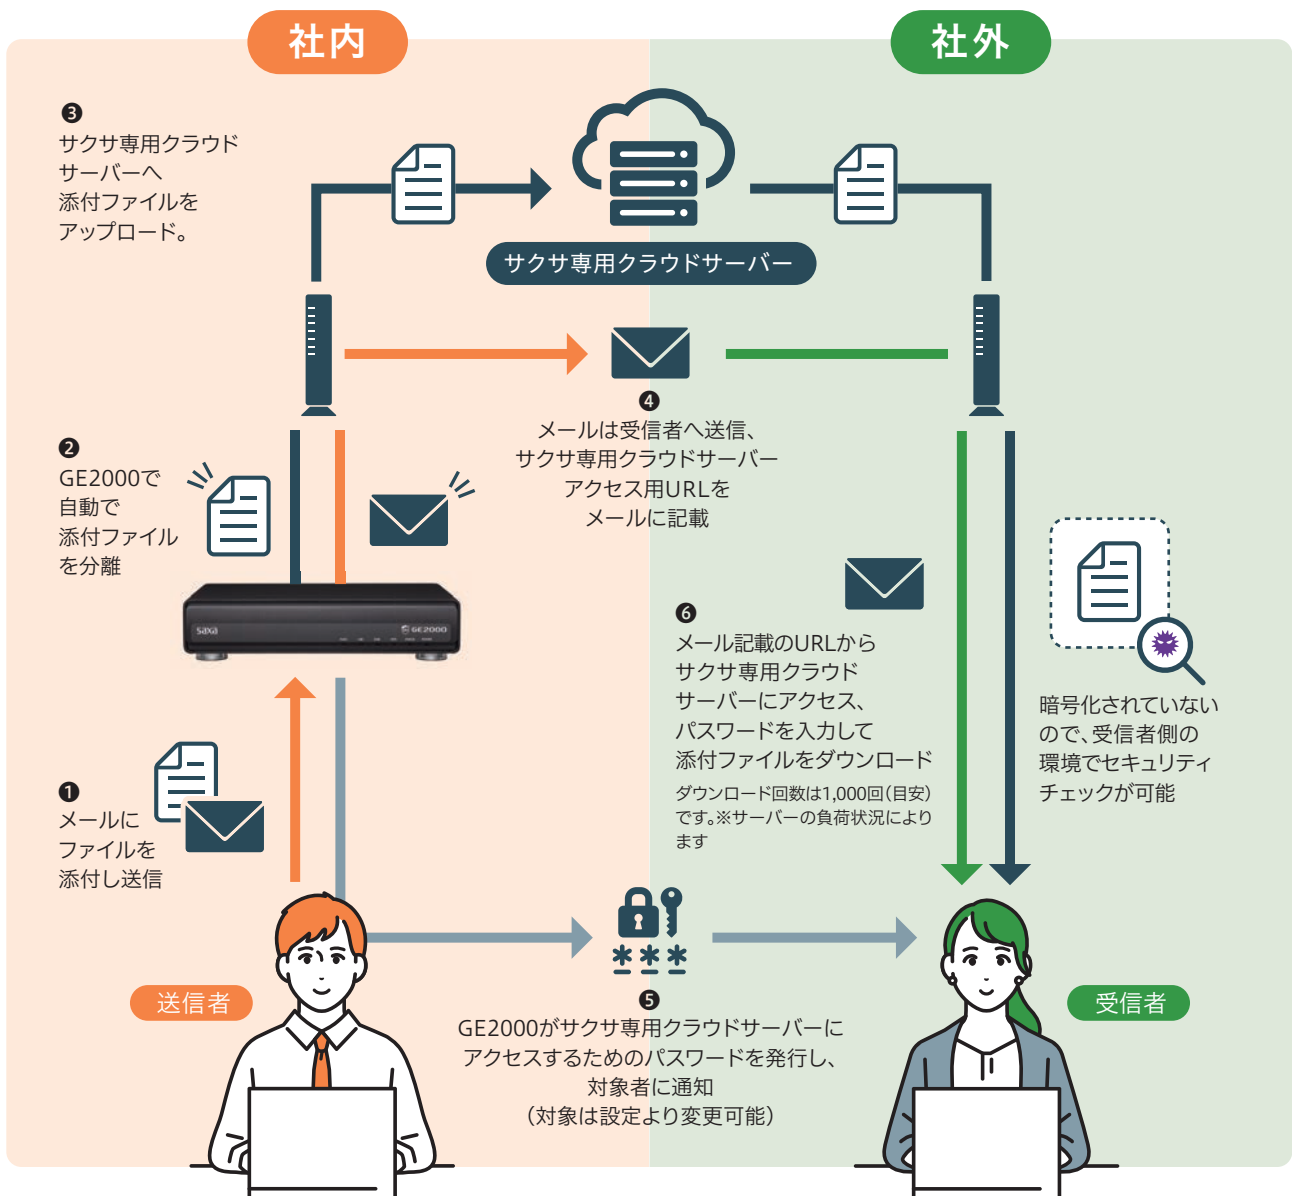 社内
社外
❸
サクサ専用クラウド
サーバーへ
添付ファイルを
アップロード。
サクサ専用クラウドサーバー
❹
メールは受信者へ送信、
サクサ専用クラウドサーバー
アクセス用URLを
メールに記載
❷
GE2000で
自動で
添付ファイル
を分離
saxa
GE2000
❻
メール記載のURLから
サクサ専用クラウド
サーバーにアクセス、
パスワードを入力して
添付ファイルをダウンロード
ダウンロード回数は1,000回(目安)
です。※サーバーの負荷状況により
ます
暗号化されていない
ので、受信者側の
環境でセキュリティ
チェックが可能
❶
メールに
ファイルを
添付し送信
***
送信者
受信者
❺
GE2000がサクサ専用クラウドサーバーに
アクセスするためのパスワードを発行し、
対象者に通知
(対象は設定より変更可能)